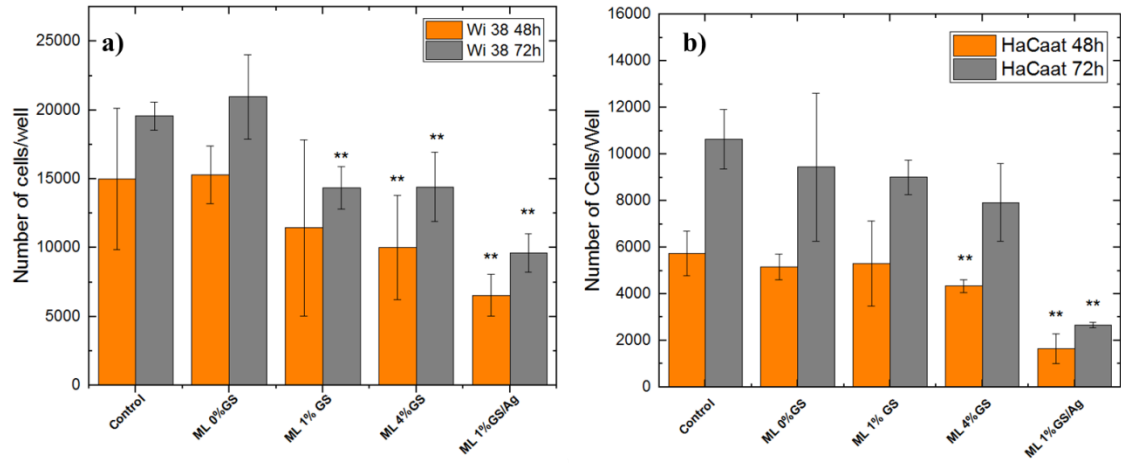 a)
Wi 38 48h
Wi 38 72h
Number of cells/well
25000
20000
15000
10000
5000
0
**
**
**
**
**
Control
ML 0%GS
ML 1% GS
ML 4%GS
ML 1%GS/Ag
b)
HaCaat 48h
HaCaat 72h
Number of Cells/Well
16000
14000
12000
10000
8000
6000
4000
2000
0
**
**
**
Control
ML 0%GS
ML 1% GS
ML 4%GS
ML 1%GS/Ag